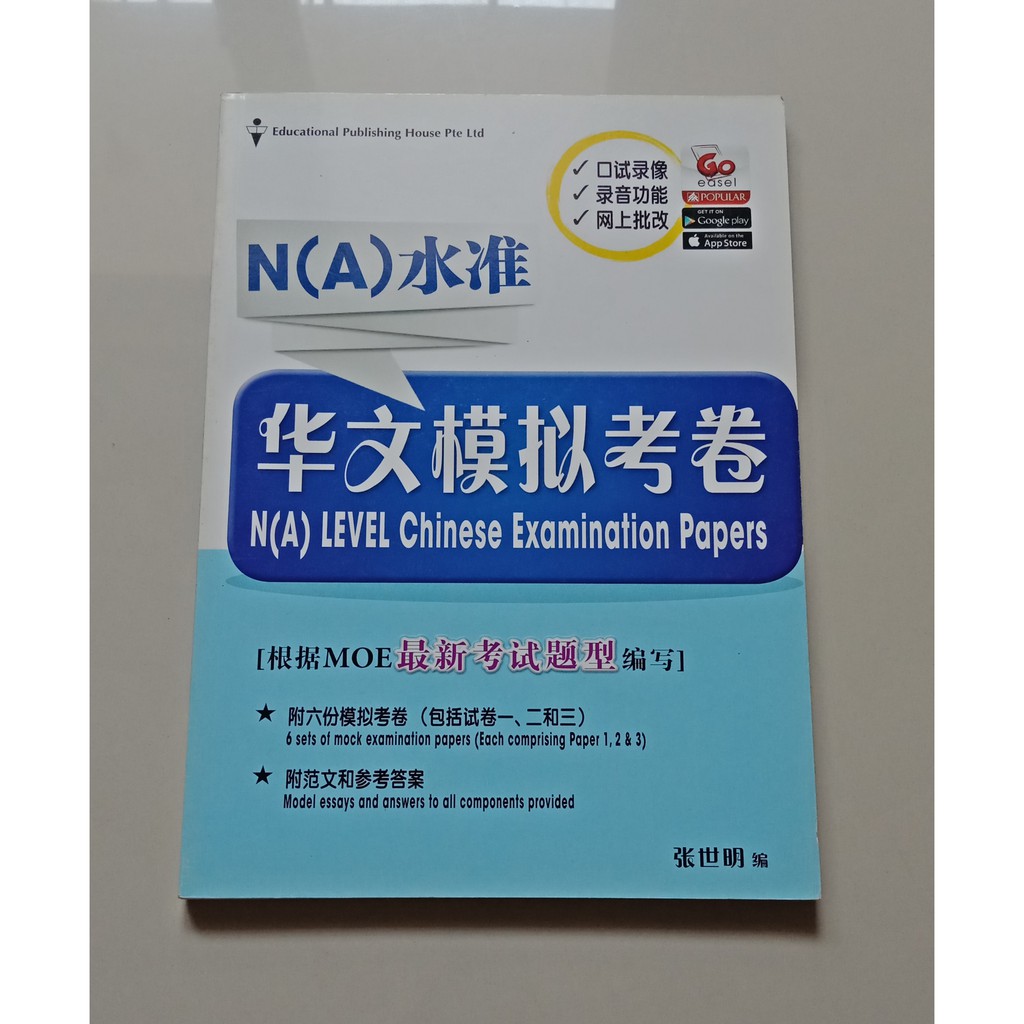 Educational Publishing House Pte Ltd
✓ 口试录像
✓ 录音功能
✓ 网上批改
Go
easel
POPULAR
GET IT ON
Google play
Available on the
App Store
N(A)水准
华文模拟考卷
N(A) LEVEL Chinese Examination Papers
[根据MOE最新考试题型编写]
★ 附六份模拟考卷（包括试卷一、二和三）
6 sets of mock examination papers (Each comprising Paper 1, 2 & 3)
★ 附范文和参考答案
Model essays and answers to all components provided
张世明 编